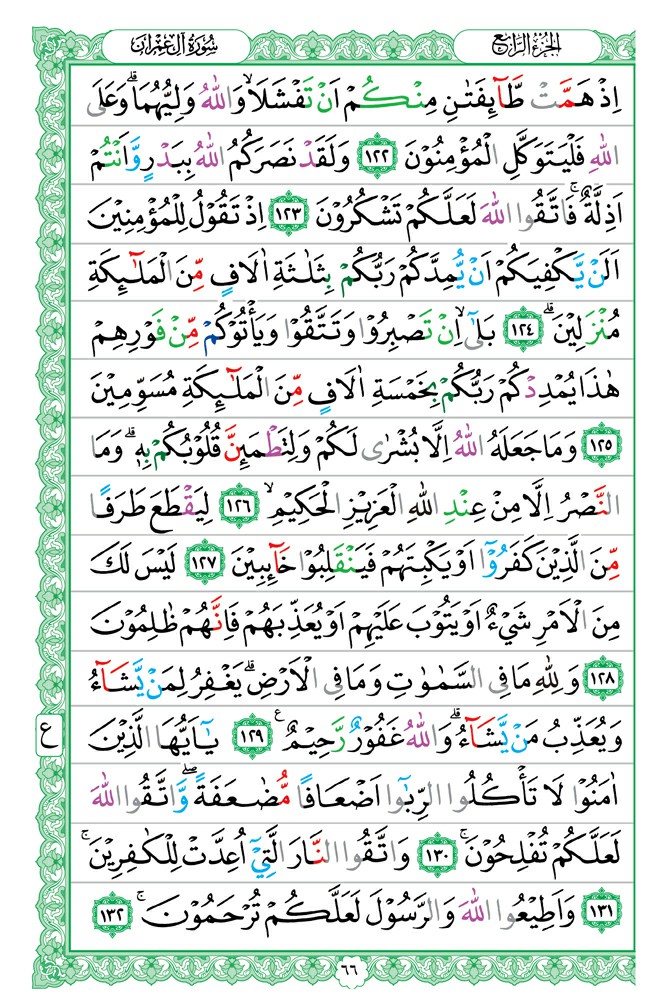 الجزء الرابع
سورة آل عمران
اِذْ هَمَّتْ طَّآئِفَتٰنِ مِنْكُمْ اَنْ تَفْشَلَاۙ وَاللّٰهُ وَلِيُّهُمَاؕ وَعَلَى
اللّٰهِ فَلْيَتَوَكَّلِ الْمُؤْمِنُوْنَ ١٢٢ وَلَقَدْ نَصَرَكُمُ اللّٰهُ بِبَدْرٍ وَّاَنْتُمْ
اَذِلَّةٌۚ فَاتَّقُوا اللّٰهَ لَعَلَّكُمْ تَشْكُرُوْنَ ١٢٣ اِذْ تَقُوْلُ لِلْمُؤْمِنِيْنَ
اَلَنْ يَّكْفِيَكُمْ اَنْ يُّمِدَّكُمْ رَبُّكُمْ بِثَلٰثَةِ اٰلَافٍ مِّنَ الْمَلٰٓئِكَةِ
مُنْزَلِيْنَؕ ١٢٤ بَلٰٓىۙ اِنْ تَصْبِرُوْا وَتَتَّقُوْا وَيَاْتُوْكُمْ مِّنْ فَوْرِهِمْ
هٰذَا يُمْدِدْكُمْ رَبُّكُمْ بِخَمْسَةِ اٰلَافٍ مِّنَ الْمَلٰٓئِكَةِ مُسَوِّمِيْنَ
١٢٥ وَمَا جَعَلَهُ اللّٰهُ اِلَّا بُشْرٰى لَكُمْ وَلِتَطْمَئِنَّ قُلُوْبُكُمْ بِهٖؕ وَمَا
النَّصْرُ اِلَّا مِنْ عِنْدِ اللّٰهِ الْعَزِيْزِ الْحَكِيْمِۙ ١٢٦ لِيَقْطَعَ طَرَفًا
مِّنَ الَّذِيْنَ كَفَرُوْٓا اَوْ يَكْبِتَهُمْ فَيَنْقَلِبُوْا خَآئِبِيْنَ ١٢٧ لَيْسَ لَكَ
مِنَ الْاَمْرِ شَيْءٌ اَوْ يَتُوْبَ عَلَيْهِمْ اَوْ يُعَذِّبَهُمْ فَاِنَّهُمْ ظٰلِمُوْنَ
١٢٨ وَلِلّٰهِ مَا فِى السَّمٰوٰتِ وَمَا فِى الْاَرْضِؕ يَغْفِرُ لِمَنْ يَّشَآءُ
وَيُعَذِّبُ مَنْ يَّشَآءُؕ وَاللّٰهُ غَفُوْرٌ رَّحِيْمٌ ع ١٢٩ يٰٓاَيُّهَا الَّذِيْنَ
ع
اٰمَنُوْا لَا تَاْكُلُوا الرِّبٰٓوا اَضْعَافًا مُّضٰعَفَةً ۖ وَّاتَّقُوا اللّٰهَ
لَعَلَّكُمْ تُفْلِحُوْنَۚ ١٣٠ وَاتَّقُوا النَّارَ الَّتِيْٓ اُعِدَّتْ لِلْكٰفِرِيْنَۚ
١٣١ وَاَطِيْعُوا اللّٰهَ وَالرَّسُوْلَ لَعَلَّكُمْ تُرْحَمُوْنَۚ ١٣٢
٦٦